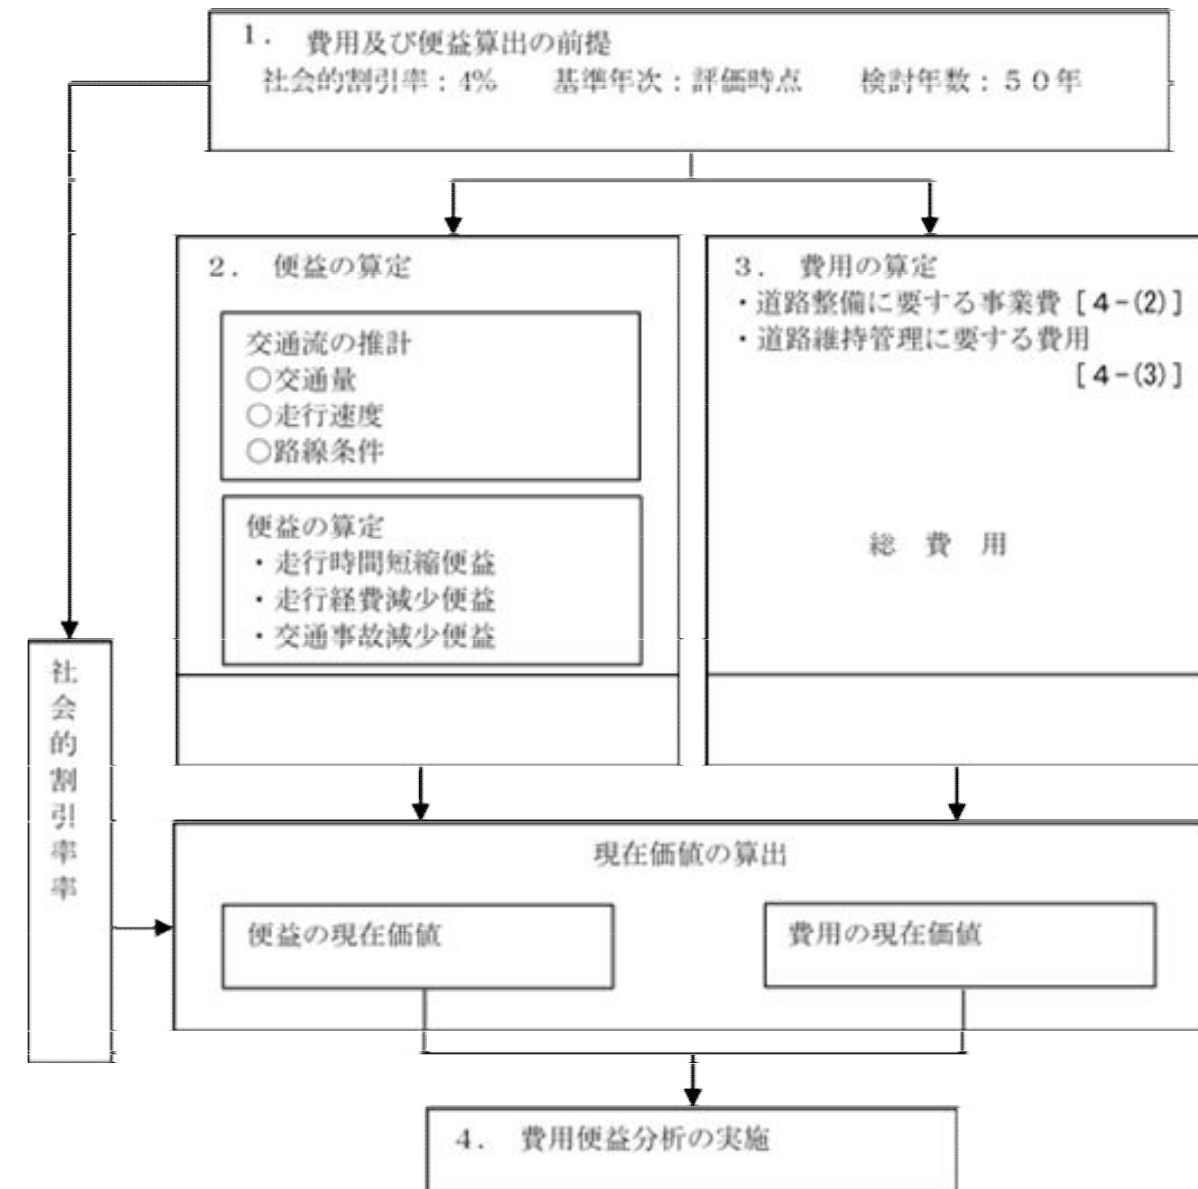 1. 費用及び便益算出の前提
社会的割引率:4% 基準年次:評価時点 検討年数:50年
2. 便益の算定
交通流の推計
○交通量
○走行速度
○路線条件
便益の算定
・走行時間短縮便益
・走行経費減少便益
・交通事故減少便益
3. 費用の算定
・道路整備に要する事業費 [4-(2)]
・道路維持管理に要する費用
[4-(3)]
総 費 用
社会的割引率率
現在価値の算出
便益の現在価値
費用の現在価値
4. 費用便益分析の実施